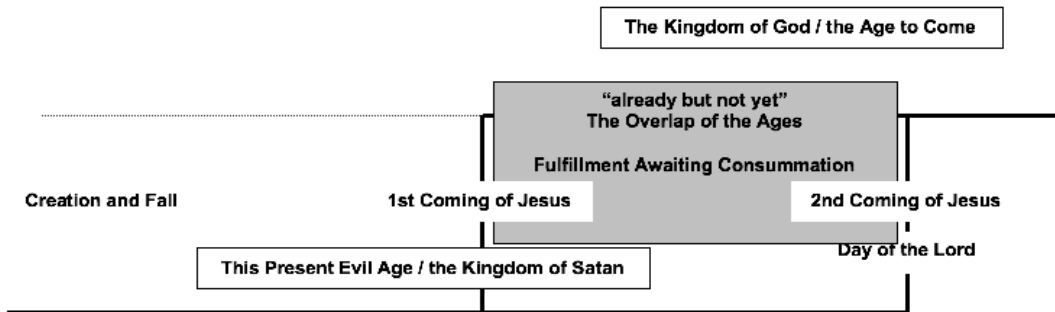 The Kingdom of God / the Age to Come
“already but not yet”
The Overlap of the Ages
Fulfillment Awaiting Consummation
Creation and Fall
1st Coming of Jesus
2nd Coming of Jesus
Day of the Lord
This Present Evil Age / the Kingdom of Satan